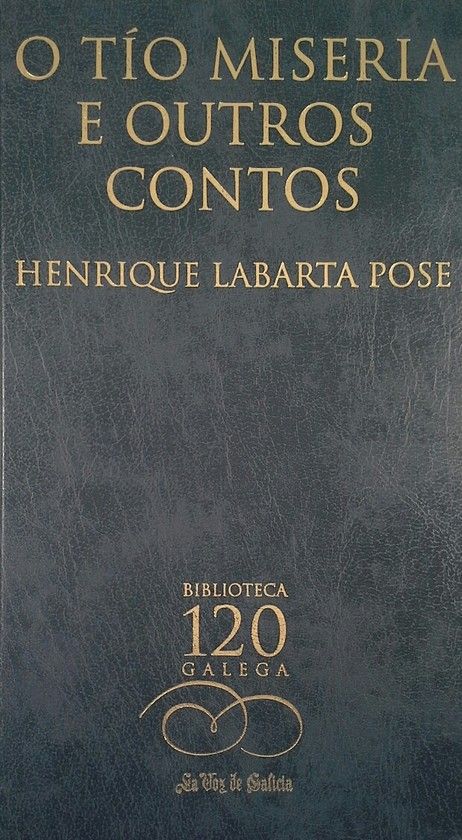 O TÍO MISERIA
E OUTROS
CONTOS
HENRIQUE LABARTA POSE
BIBLIOTECA
120
GALEGA
La Voz de Galicia